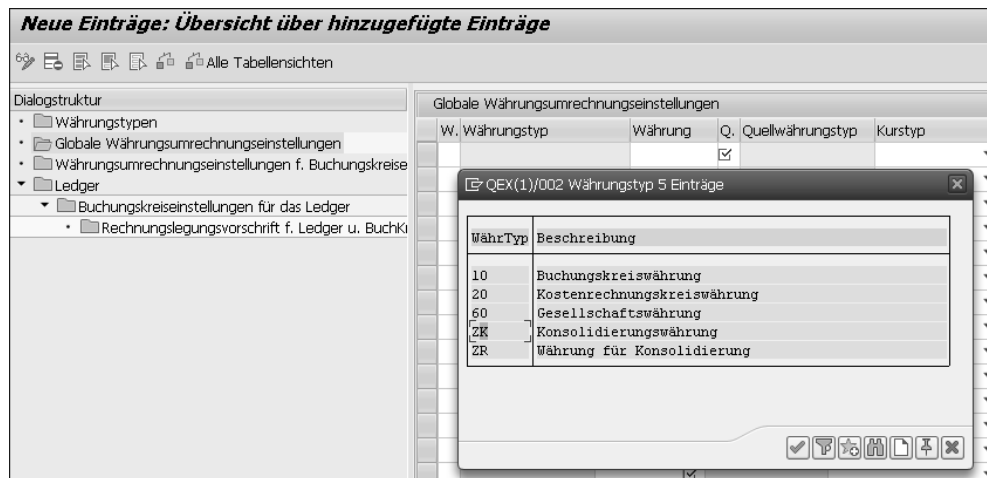 Neue Einträge: Übersicht über hinzugefügte Einträge
Alle Tabellensichten
Dialogstruktur
Währungstypen
Globale Währungsumrechnungseinstellungen
Währungsumrechnungseinstellungen f. Buchungskreise
Ledger
Buchungskreiseinstellungen für das Ledger
Rechnungslegungsvorschrift f. Ledger u. BuchKr
Globale Währungsumrechnungseinstellungen
W. Währungstyp Währung Q. Quellwährungstyp Kurstyp
QEX(1)/002 Währungstyp 5 Einträge
WährTyp Beschreibung
10 Buchungskreiswährung
20 Kostenrechnungskreiswährung
60 Gesellschaftswährung
ZK Konsolidierungswährung
ZR Währung für Konsolidierung